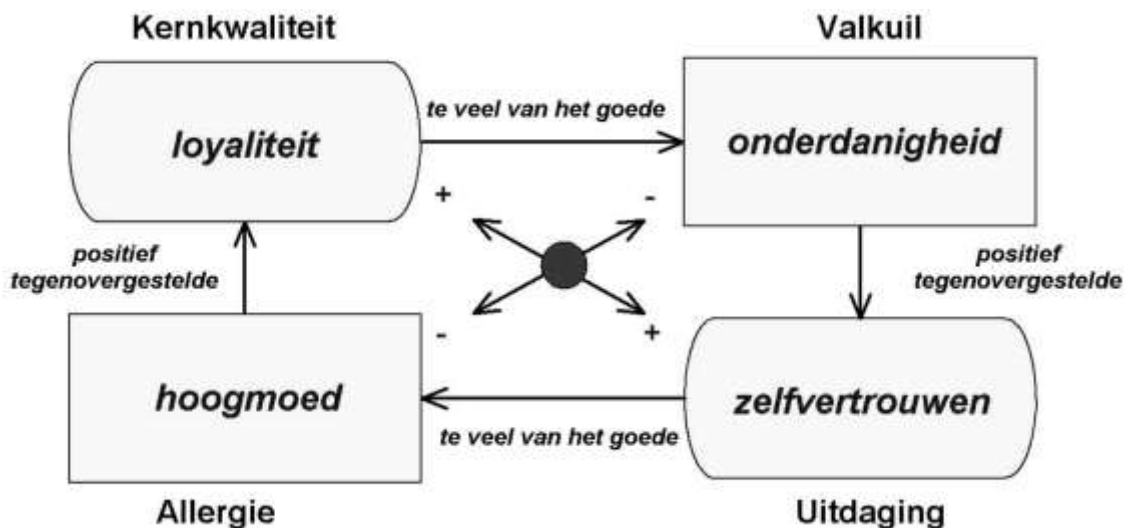 Kernkwaliteit
Valkuil
loyaliteit
te veel van het goede
onderdanigheid
+
-
positief
tegenovergestelde
positief
tegenovergestelde
-
+
hoogmoed
zelfvertrouwen
te veel van het goede
Allergie
Uitdaging